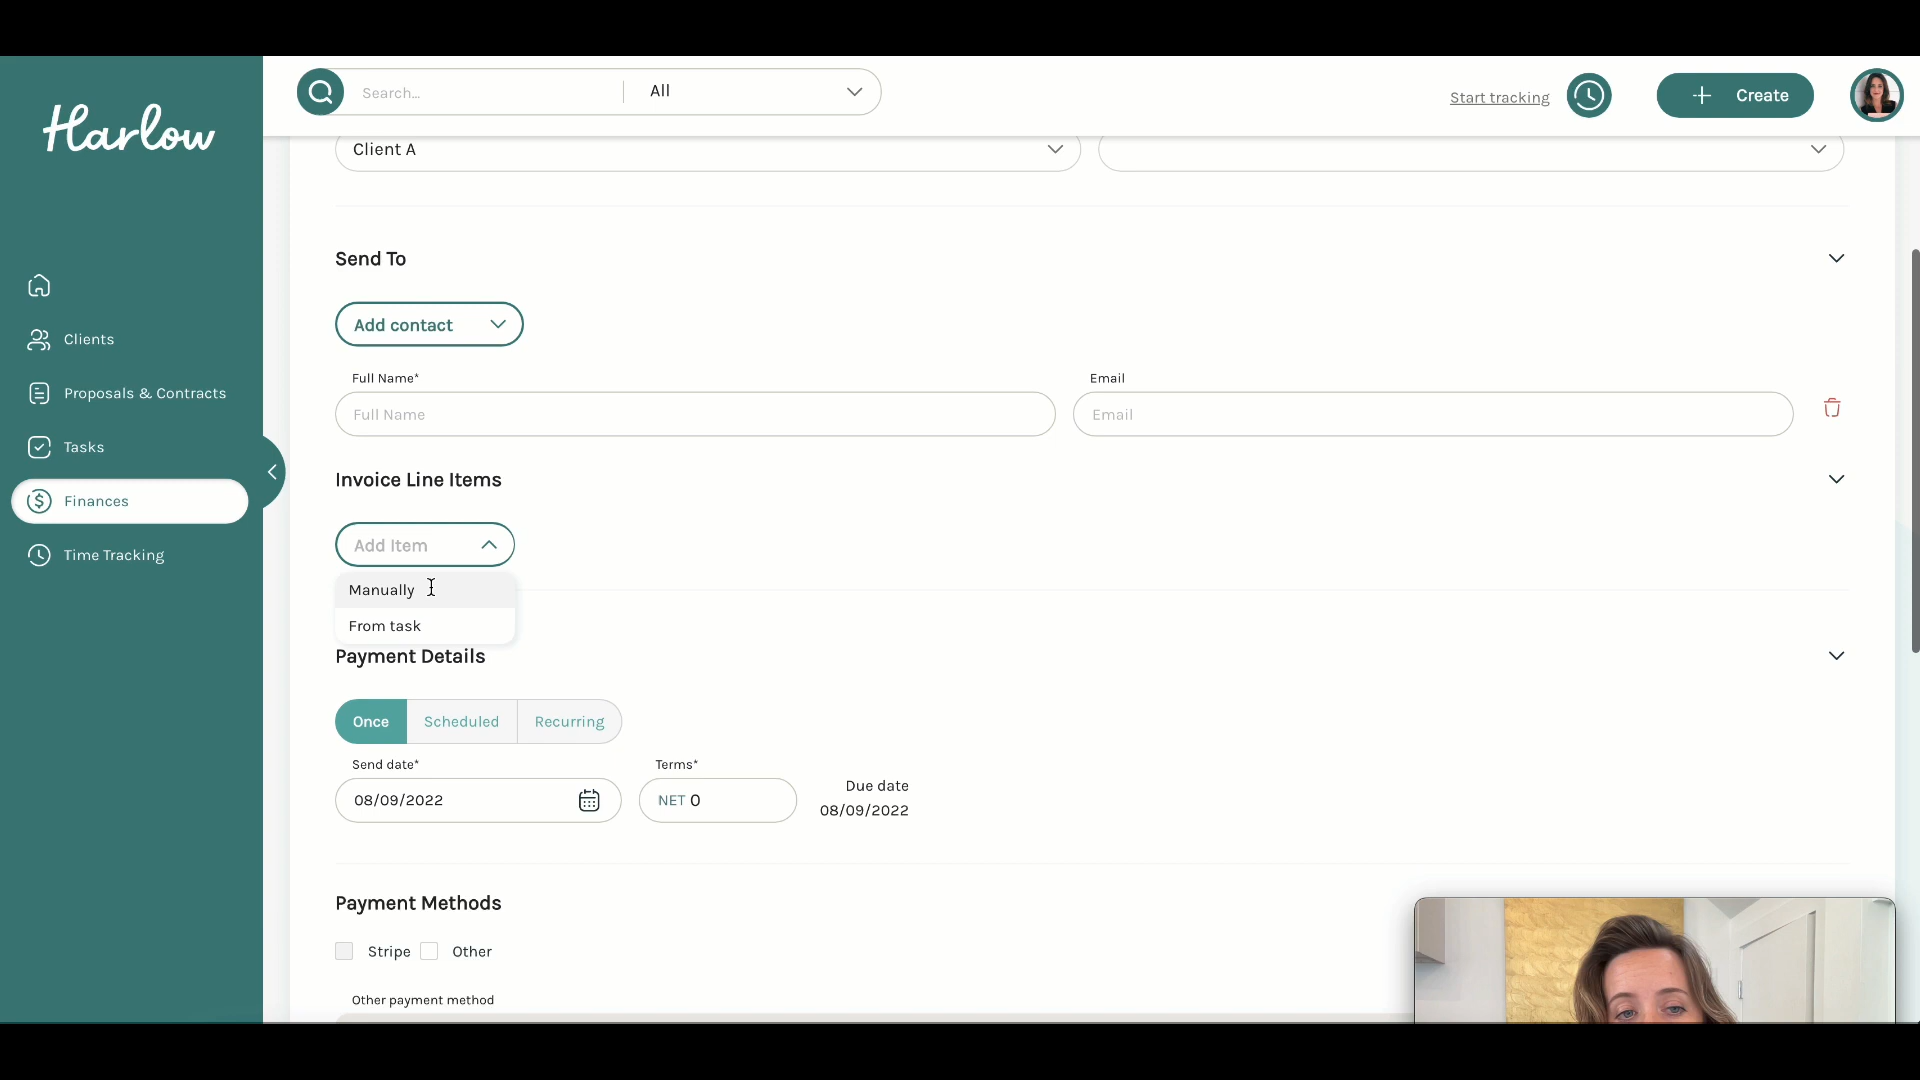 Harlow
Search...
All
Start tracking
Create
Client A
Clients
Proposals & Contracts
Tasks
Finances
Time Tracking
Send To
Add contact
Full Name*
Email
Full Name
Email
Invoice Line Items
Add Item
Manually
From task
Payment Details
Once
Scheduled
Recurring
Send date*
Terms*
Due date
08/09/2022
NET 0
08/09/2022
Payment Methods
Stripe
Other
Other payment method